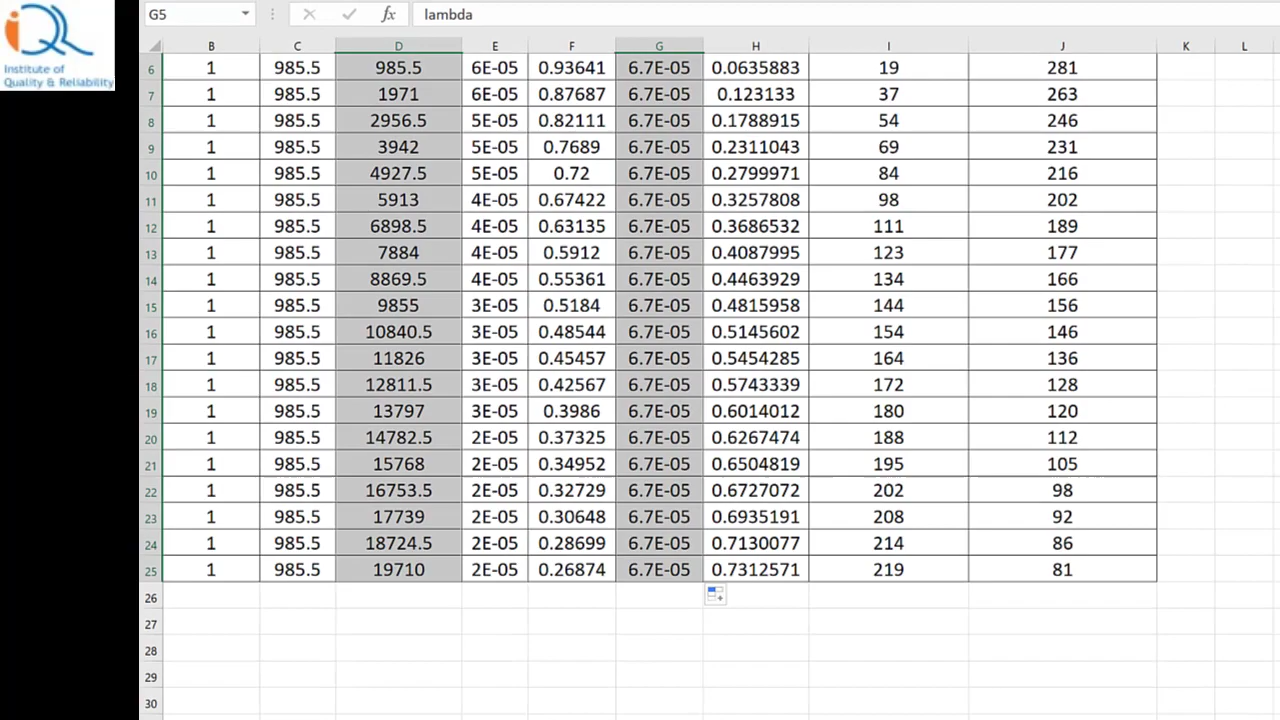 iQR
Institute of
Quality & Reliability
G5 fx lambda
B C D E F G H I J K L
6 1 985.5 985.5 6E-05 0.93641 6.7E-05 0.0635883 19 281
7 1 985.5 1971 6E-05 0.87687 6.7E-05 0.123133 37 263
8 1 985.5 2956.5 5E-05 0.82111 6.7E-05 0.1788915 54 246
9 1 985.5 3942 5E-05 0.7689 6.7E-05 0.2311043 69 231
10 1 985.5 4927.5 5E-05 0.72 6.7E-05 0.2799971 84 216
11 1 985.5 5913 4E-05 0.67422 6.7E-05 0.3257808 98 202
12 1 985.5 6898.5 4E-05 0.63135 6.7E-05 0.3686532 111 189
13 1 985.5 7884 4E-05 0.5912 6.7E-05 0.4087995 123 177
14 1 985.5 8869.5 4E-05 0.55361 6.7E-05 0.4463929 134 166
15 1 985.5 9855 3E-05 0.5184 6.7E-05 0.4815958 144 156
16 1 985.5 10840.5 3E-05 0.48544 6.7E-05 0.5145602 154 146
17 1 985.5 11826 3E-05 0.45457 6.7E-05 0.5454285 164 136
18 1 985.5 12811.5 3E-05 0.42567 6.7E-05 0.5743339 172 128
19 1 985.5 13797 3E-05 0.3986 6.7E-05 0.6014012 180 120
20 1 985.5 14782.5 2E-05 0.37325 6.7E-05 0.6267474 188 112
21 1 985.5 15768 2E-05 0.34952 6.7E-05 0.6504819 195 105
22 1 985.5 16753.5 2E-05 0.32729 6.7E-05 0.6727072 202 98
23 1 985.5 17739 2E-05 0.30648 6.7E-05 0.6935191 208 92
24 1 985.5 18724.5 2E-05 0.28699 6.7E-05 0.7130077 214 86
25 1 985.5 19710 2E-05 0.26874 6.7E-05 0.7312571 219 81
26
27
28
29
30